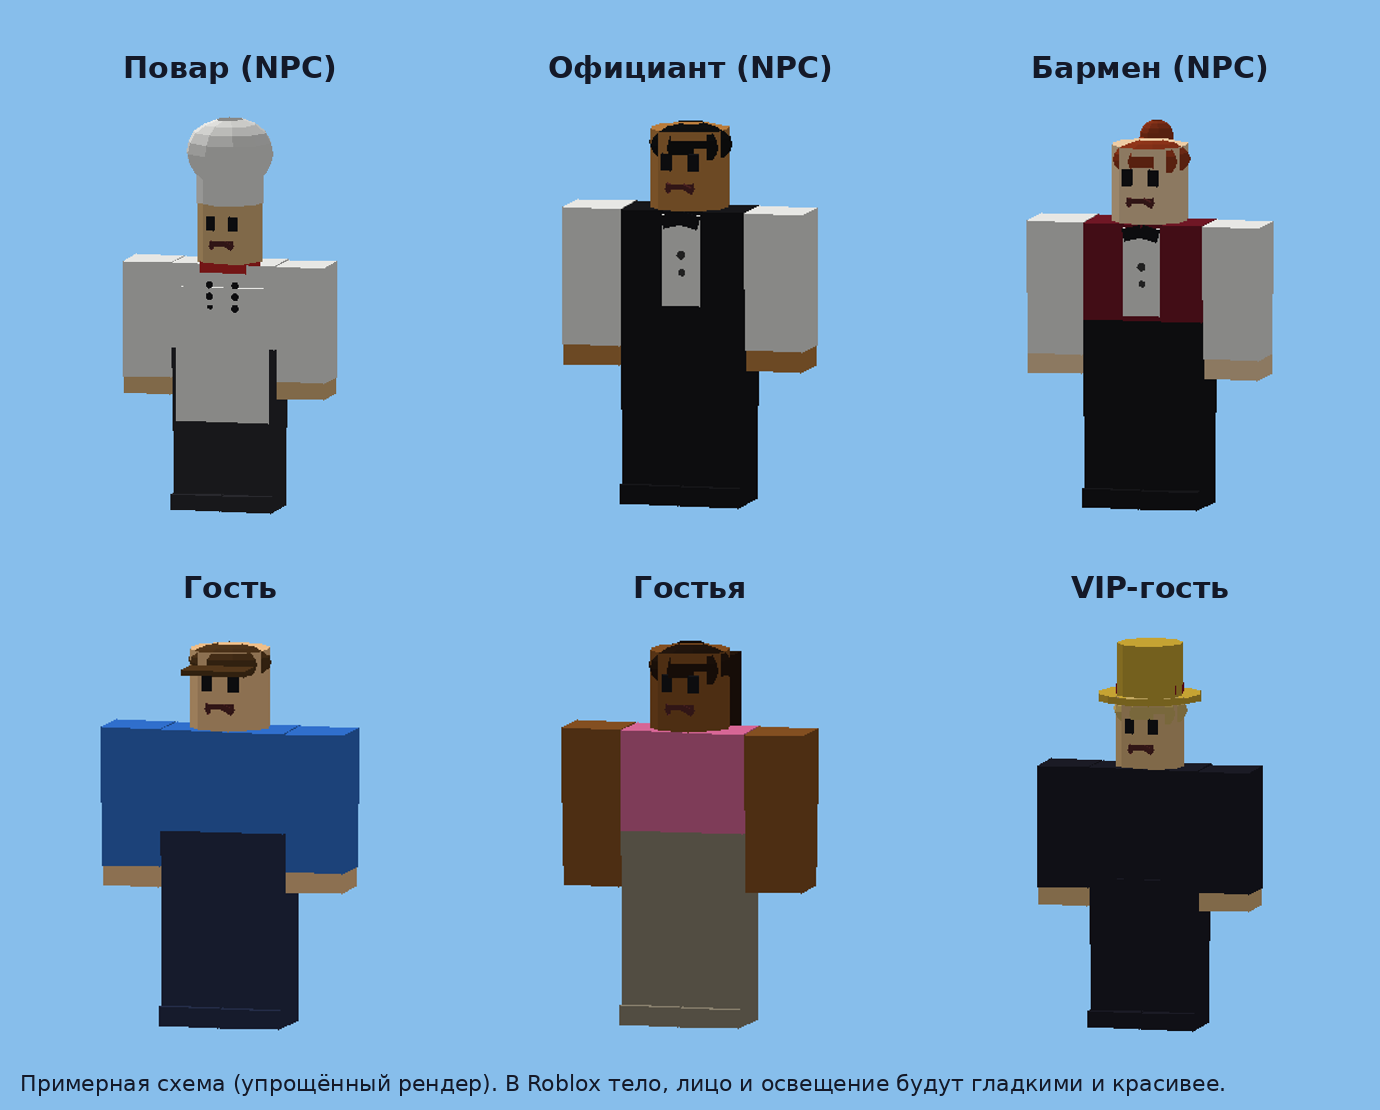 Повар (NPC)
Официант (NPC)
Бармен (NPC)
Гость
Гостья
VIP-гость
Примерная схема (упрощённый рендер). В Roblox тело, лицо и освещение будут гладкими и красивее.